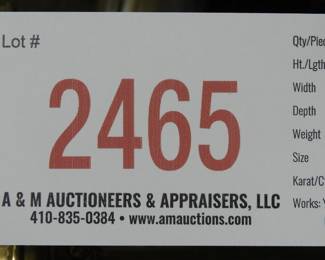 Lot #
2465
A & M AUCTIONEERS & APPRAISERS, LLC
410-835-0384 • www.amauctions.com
Qty/Pie
Ht./Lgth
Width
Depth
Weight
Size
Karat/C
Works: Y